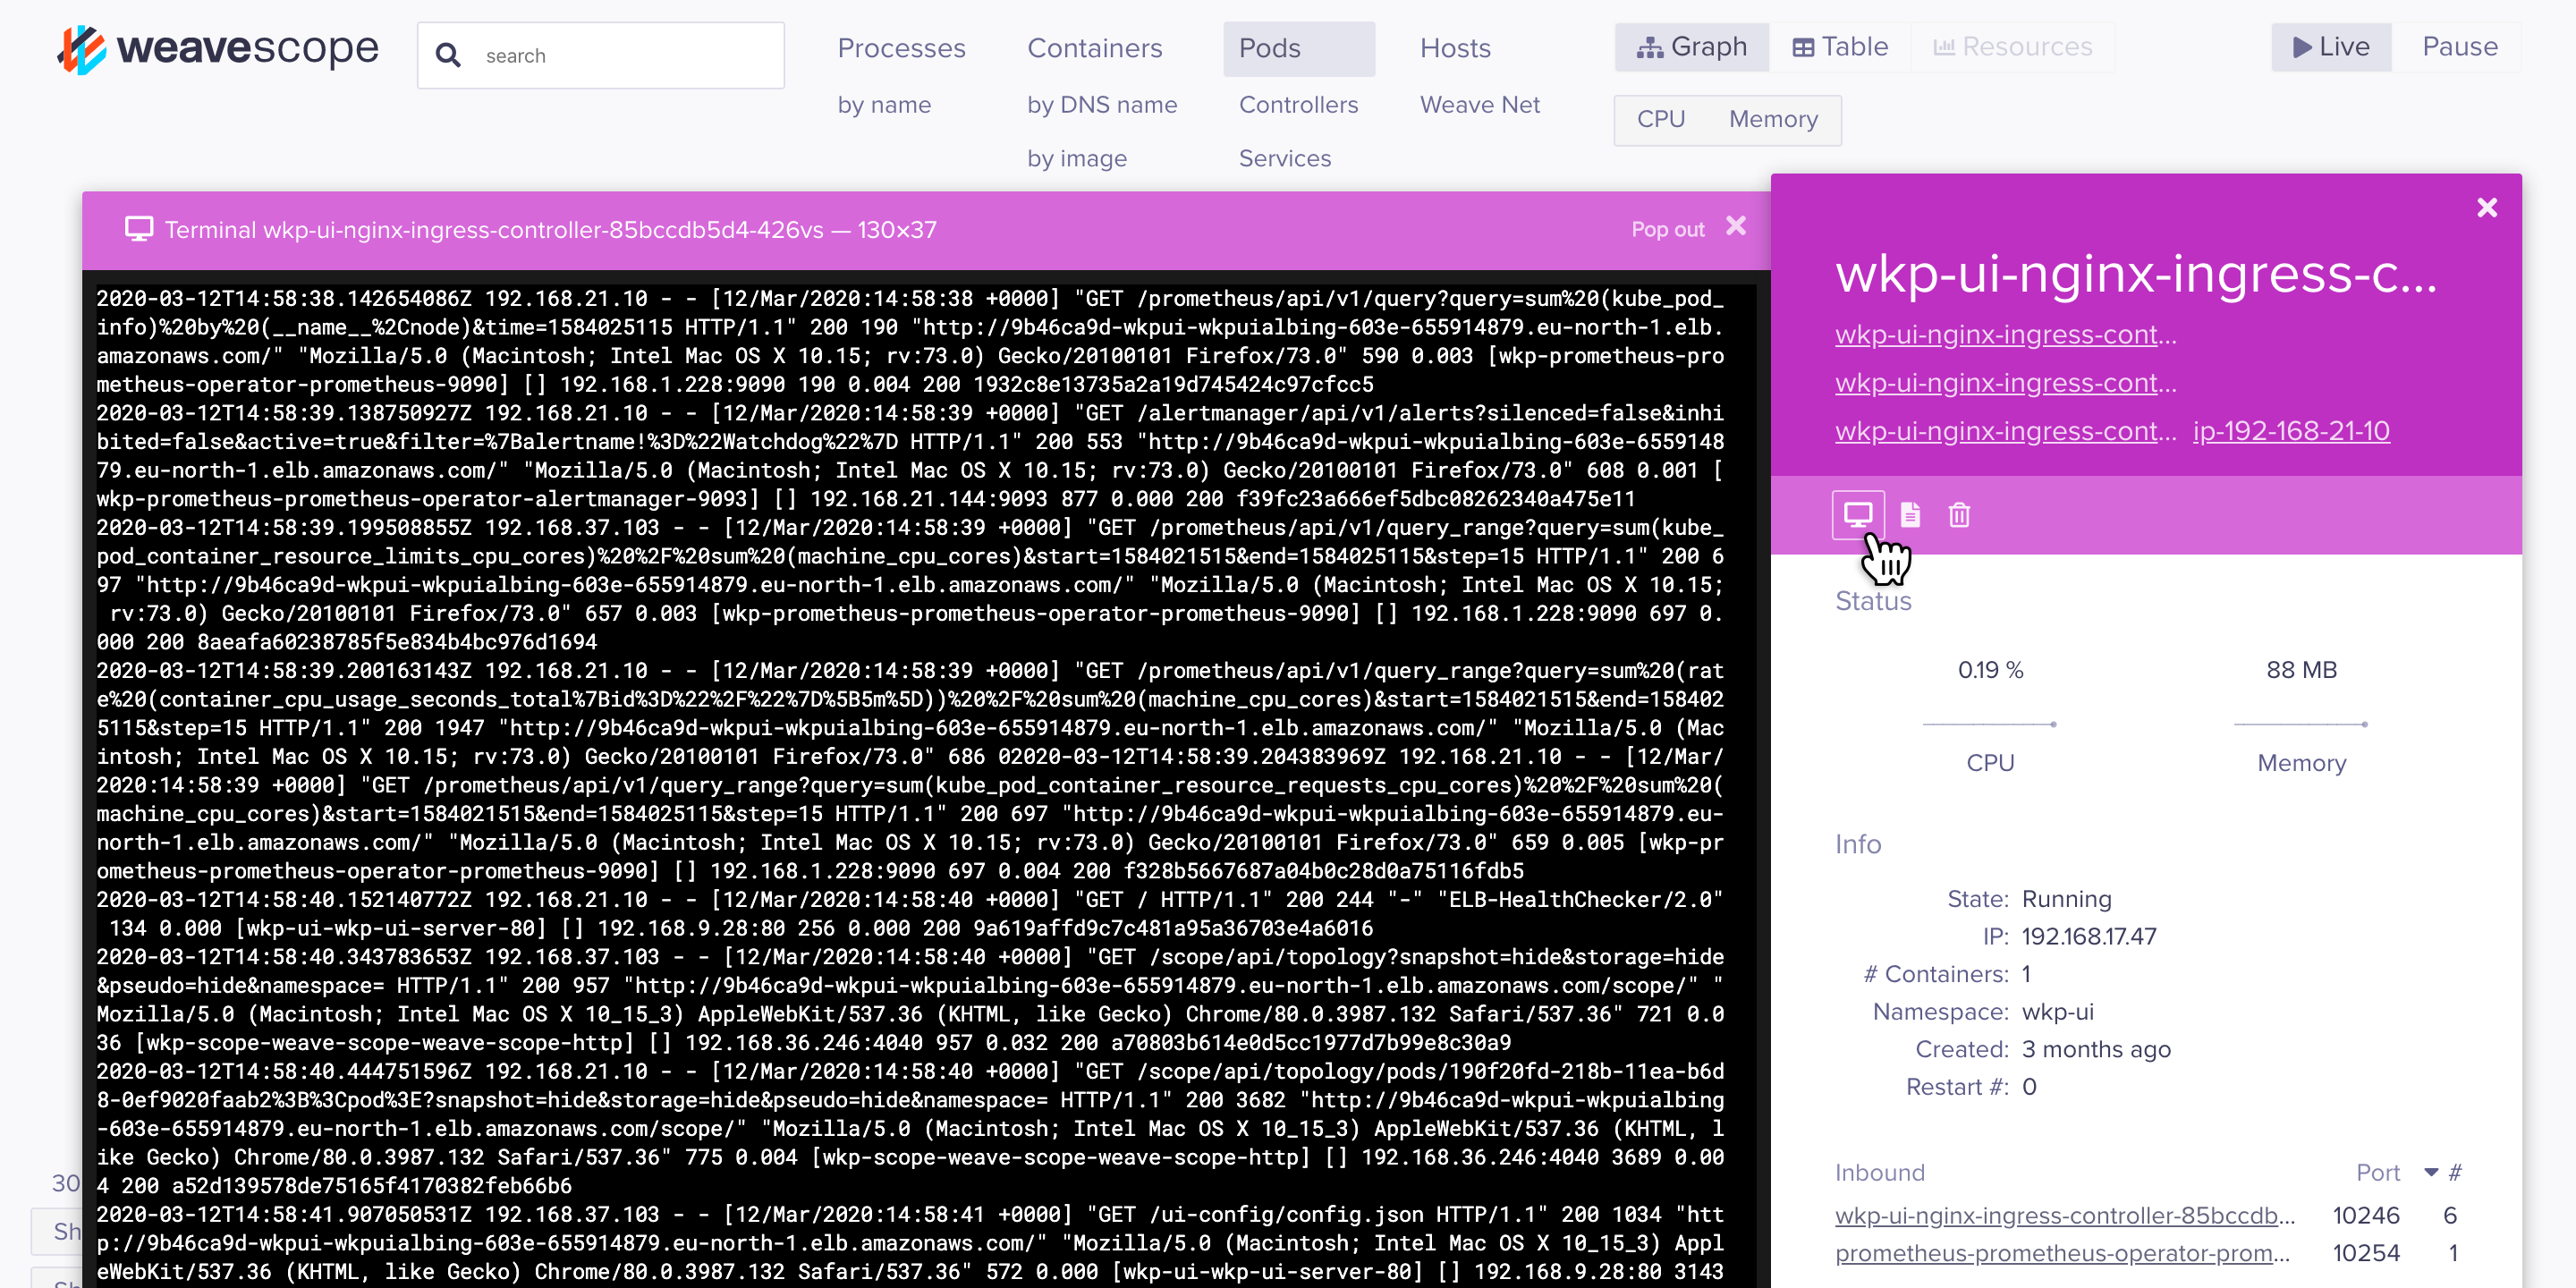 weavescope
search
Processes
by name
Containers
by DNS name
by image
Pods
Controllers
Services
Hosts
Weave Net
Graph Table Resources
CPU Memory
Live Pause
Terminal wkp-ui-nginx-ingress-controller-85bccdb5d4-426vs — 130×37
Pop out
2020-03-12T14:58:38.142654086Z 192.168.21.10 - - [12/Mar/2020:14:58:38 +0000] "GET /prometheus/api/v1/query?query=sum%20(kube_pod_
info)%20by%20(__name__%2Cnode)&time=1584025115 HTTP/1.1" 200 190 "http://9b46ca9d-wkpui-wkpuialbing-603e-655914879.eu-north-1.elb.
amazonaws.com/" "Mozilla/5.0 (Macintosh; Intel Mac OS X 10.15; rv:73.0) Gecko/20100101 Firefox/73.0" 590 0.003 [wkp-prometheus-pro
metheus-operator-prometheus-9090] [] 192.168.1.228:9090 190 0.004 200 1932c8e13735a2a19d745424c97cfcc5
2020-03-12T14:58:39.138750927Z 192.168.21.10 - - [12/Mar/2020:14:58:39 +0000] "GET /alertmanager/api/v1/alerts?silenced=false&inhi
bited=false&active=true&filter=%7Balertname!%3D%22Watchdog%22%7D HTTP/1.1" 200 553 "http://9b46ca9d-wkpui-wkpuialbing-603e-6559148
79.eu-north-1.elb.amazonaws.com/" "Mozilla/5.0 (Macintosh; Intel Mac OS X 10.15; rv:73.0) Gecko/20100101 Firefox/73.0" 608 0.001 [
wkp-prometheus-prometheus-operator-alertmanager-9093] [] 192.168.21.144:9093 877 0.000 200 f39fc23a666ef5dbc08262340a475e11
2020-03-12T14:58:39.199508855Z 192.168.37.103 - - [12/Mar/2020:14:58:39 +0000] "GET /prometheus/api/v1/query_range?query=sum(kube_
pod_container_resource_limits_cpu_cores)%20%2F%20sum%20(machine_cpu_cores)&start=1584021515&end=1584025115&step=15 HTTP/1.1" 200 6
97 "http://9b46ca9d-wkpui-wkpuialbing-603e-655914879.eu-north-1.elb.amazonaws.com/" "Mozilla/5.0 (Macintosh; Intel Mac OS X 10.15;
rv:73.0) Gecko/20100101 Firefox/73.0" 657 0.003 [wkp-prometheus-prometheus-operator-prometheus-9090] [] 192.168.1.228:9090 697 0.
000 200 8aeafa60238785f5e834b4bc976d1694
2020-03-12T14:58:39.200163143Z 192.168.21.10 - - [12/Mar/2020:14:58:39 +0000] "GET /prometheus/api/v1/query_range?query=sum%20(rat
e%20(container_cpu_usage_seconds_total%7Bid%3D%22%2F%22%7D%5B5m%5D))%20%2F%20sum%20(machine_cpu_cores)&start=1584021515&end=158402
5115&step=15 HTTP/1.1" 200 1947 "http://9b46ca9d-wkpui-wkpuialbing-603e-655914879.eu-north-1.elb.amazonaws.com/" "Mozilla/5.0 (Mac
intosh; Intel Mac OS X 10.15; rv:73.0) Gecko/20100101 Firefox/73.0" 686 02020-03-12T14:58:39.204383969Z 192.168.21.10 - - [12/Mar/
2020:14:58:39 +0000] "GET /prometheus/api/v1/query_range?query=sum(kube_pod_container_resource_requests_cpu_cores)%20%2F%20sum%20(
machine_cpu_cores)&start=1584021515&end=1584025115&step=15 HTTP/1.1" 200 697 "http://9b46ca9d-wkpui-wkpuialbing-603e-655914879.eu-
north-1.elb.amazonaws.com/" "Mozilla/5.0 (Macintosh; Intel Mac OS X 10.15; rv:73.0) Gecko/20100101 Firefox/73.0" 659 0.005 [wkp-pr
ometheus-prometheus-operator-prometheus-9090] [] 192.168.1.228:9090 697 0.004 200 f328b5667687a04b0c28d0a75116fdb5
2020-03-12T14:58:40.152140772Z 192.168.21.10 - - [12/Mar/2020:14:58:40 +0000] "GET / HTTP/1.1" 200 244 "-" "ELB-HealthChecker/2.0"
134 0.000 [wkp-ui-wkp-ui-server-80] [] 192.168.9.28:80 256 0.000 200 9a619affd9c7c481a95a36703e4a6016
2020-03-12T14:58:40.343783653Z 192.168.37.103 - - [12/Mar/2020:14:58:40 +0000] "GET /scope/api/topology?snapshot=hide&storage=hide
&pseudo=hide&namespace= HTTP/1.1" 200 957 "http://9b46ca9d-wkpui-wkpuialbing-603e-655914879.eu-north-1.elb.amazonaws.com/scope/" "
Mozilla/5.0 (Macintosh; Intel Mac OS X 10_15_3) AppleWebKit/537.36 (KHTML, like Gecko) Chrome/80.0.3987.132 Safari/537.36" 721 0.0
36 [wkp-scope-weave-scope-weave-scope-http] [] 192.168.36.246:4040 957 0.032 200 a70803b614e0d5cc1977d7b99e8c30a9
2020-03-12T14:58:40.444751596Z 192.168.21.10 - - [12/Mar/2020:14:58:40 +0000] "GET /scope/api/topology/pods/190f20fd-218b-11ea-b6d
8-0ef9020faab2%3B%3Cpod%3E?snapshot=hide&storage=hide&pseudo=hide&namespace= HTTP/1.1" 200 3682 "http://9b46ca9d-wkpui-wkpuialbing
-603e-655914879.eu-north-1.elb.amazonaws.com/scope/" "Mozilla/5.0 (Macintosh; Intel Mac OS X 10_15_3) AppleWebKit/537.36 (KHTML, l
ike Gecko) Chrome/80.0.3987.132 Safari/537.36" 775 0.004 [wkp-scope-weave-scope-weave-scope-http] [] 192.168.36.246:4040 3689 0.00
4 200 a52d139578de75165f4170382feb66b6
2020-03-12T14:58:41.907050531Z 192.168.37.103 - - [12/Mar/2020:14:58:41 +0000] "GET /ui-config/config.json HTTP/1.1" 200 1034 "htt
p://9b46ca9d-wkpui-wkpuialbing-603e-655914879.eu-north-1.elb.amazonaws.com/" "Mozilla/5.0 (Macintosh; Intel Mac OS X 10_15_3) Appl
eWebKit/537.36 (KHTML, like Gecko) Chrome/80.0.3987.132 Safari/537.36" 572 0.000 [wkp-ui-wkp-ui-server-80] [] 192.168.9.28:80 3143
30
Sh
wkp-ui-nginx-ingress-c...
wkp-ui-nginx-ingress-cont...
wkp-ui-nginx-ingress-cont...
wkp-ui-nginx-ingress-cont... ip-192-168-21-10
Status
0.19 % 88 MB
CPU Memory
Info
State: Running
IP: 192.168.17.47
# Containers: 1
Namespace: wkp-ui
Created: 3 months ago
Restart #: 0
Inbound Port #
wkp-ui-nginx-ingress-controller-85bccdb... 10246 6
prometheus-prometheus-operator-prom... 10254 1